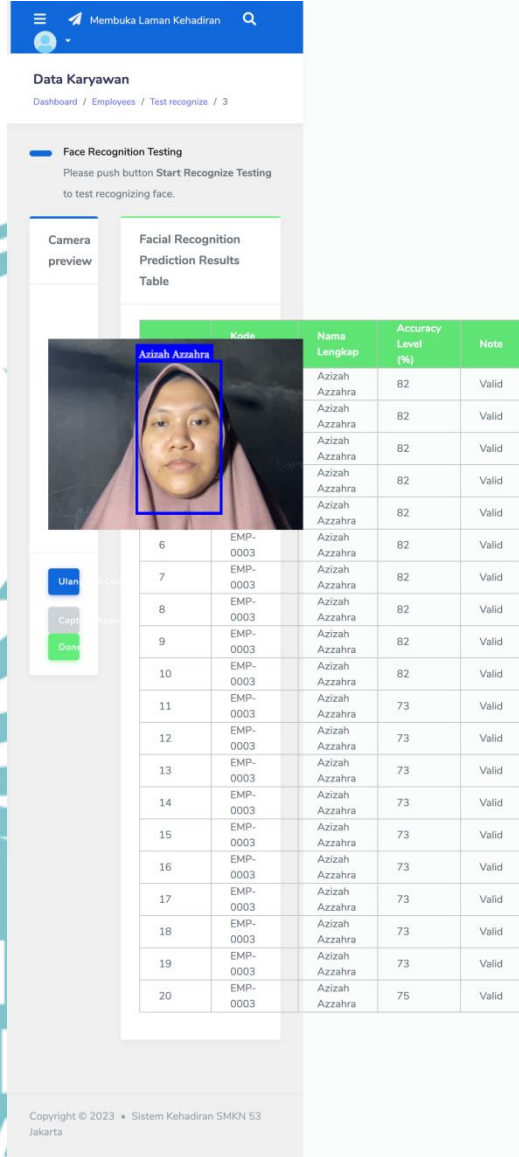 Membuka Laman Kehadiran
Data Karyawan
Dashboard / Employees / Test recognize / 3
Face Recognition Testing
Please push button Start Recognize Testing
to test recognizing face.
Camera
preview
Facial Recognition
Prediction Results
Table
Kode
Nama
Lengkap
Accuracy
Level
(%)
Note
Azizah Azzahra
Azizah
Azzahra
82
Valid
Azizah
Azzahra
82
Valid
Azizah
Azzahra
82
Valid
Azizah
Azzahra
82
Valid
Azizah
Azzahra
82
Valid
6
EMP-
0003
Azizah
Azzahra
82
Valid
7
EMP-
0003
Azizah
Azzahra
82
Valid
8
EMP-
0003
Azizah
Azzahra
82
Valid
9
EMP-
0003
Azizah
Azzahra
82
Valid
10
EMP-
0003
Azizah
Azzahra
82
Valid
11
EMP-
0003
Azizah
Azzahra
73
Valid
12
EMP-
0003
Azizah
Azzahra
73
Valid
13
EMP-
0003
Azizah
Azzahra
73
Valid
14
EMP-
0003
Azizah
Azzahra
73
Valid
15
EMP-
0003
Azizah
Azzahra
73
Valid
16
EMP-
0003
Azizah
Azzahra
73
Valid
17
EMP-
0003
Azizah
Azzahra
73
Valid
18
EMP-
0003
Azizah
Azzahra
73
Valid
19
EMP-
0003
Azizah
Azzahra
73
Valid
20
EMP-
0003
Azizah
Azzahra
75
Valid
Done
Copyright © 2023 • Sistem Kehadiran SMKN 53
Jakarta